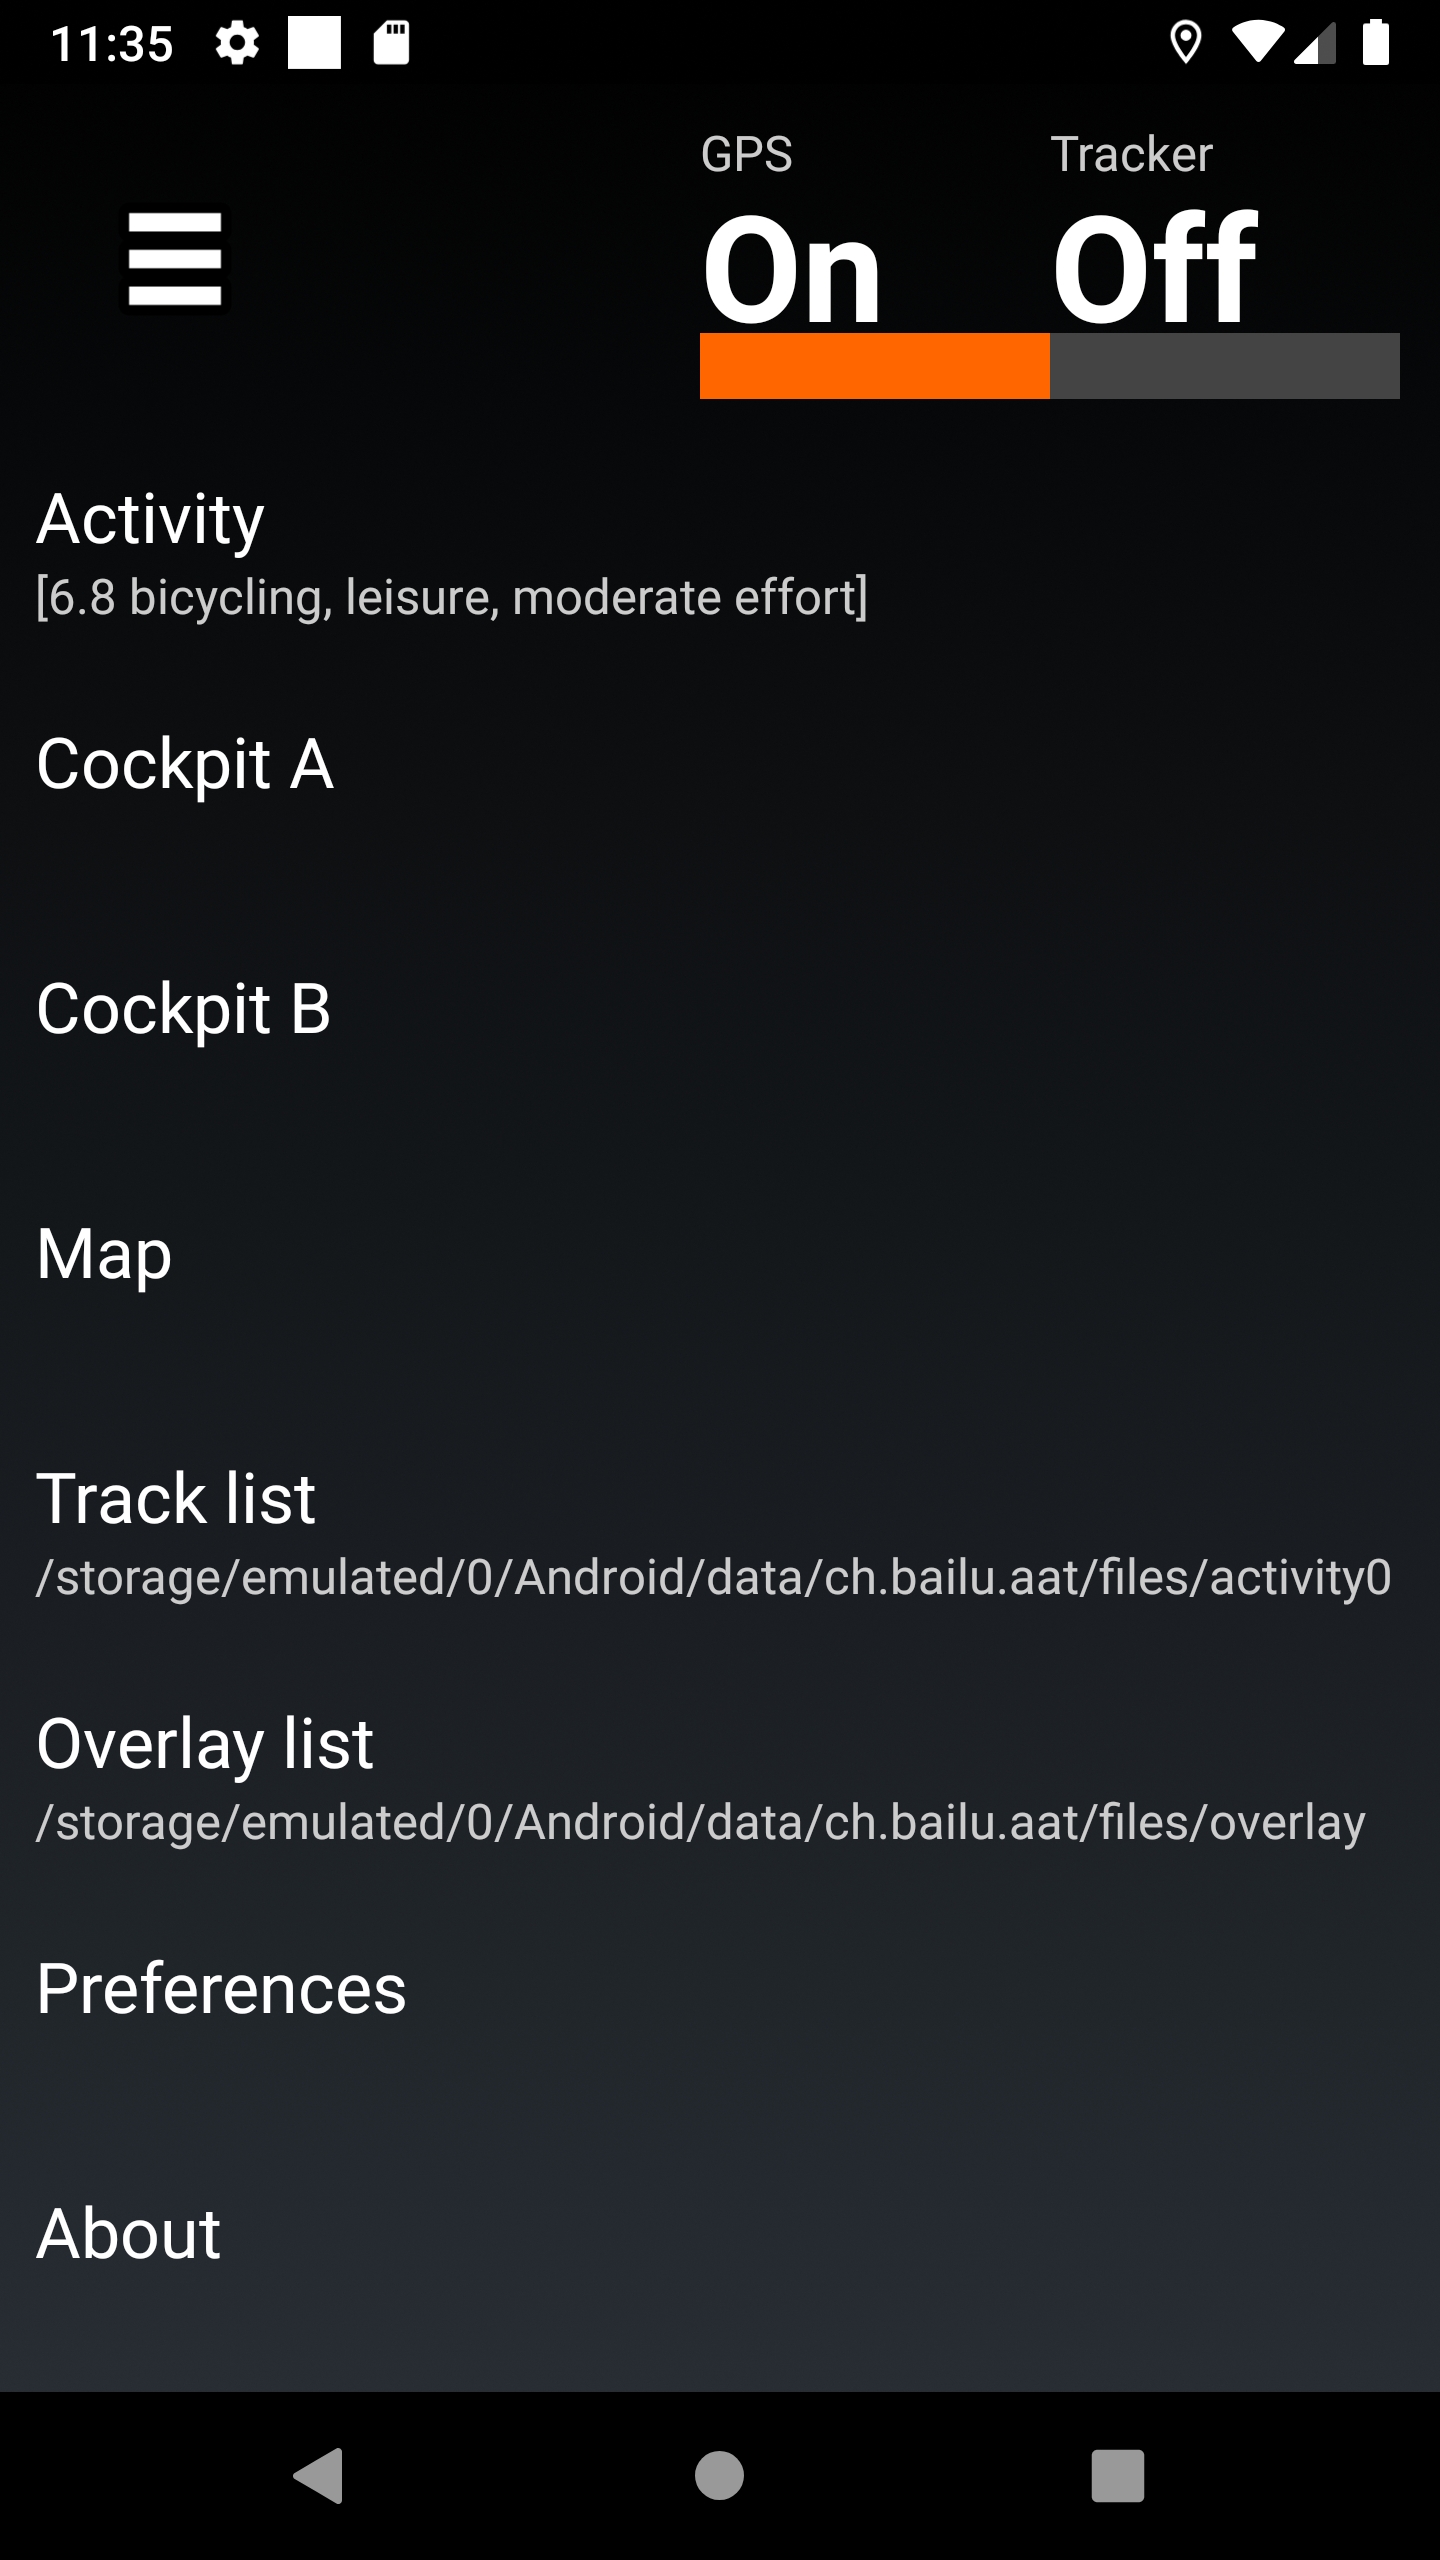 11:35
GPS
Tracker
On
Off
Activity
[6.8 bicycling, leisure, moderate effort]
Cockpit A
Cockpit B
Map
Track list
/storage/emulated/0/Android/data/ch.bailu.aat/files/activity0
Overlay list
/storage/emulated/0/Android/data/ch.bailu.aat/files/overlay
Preferences
About